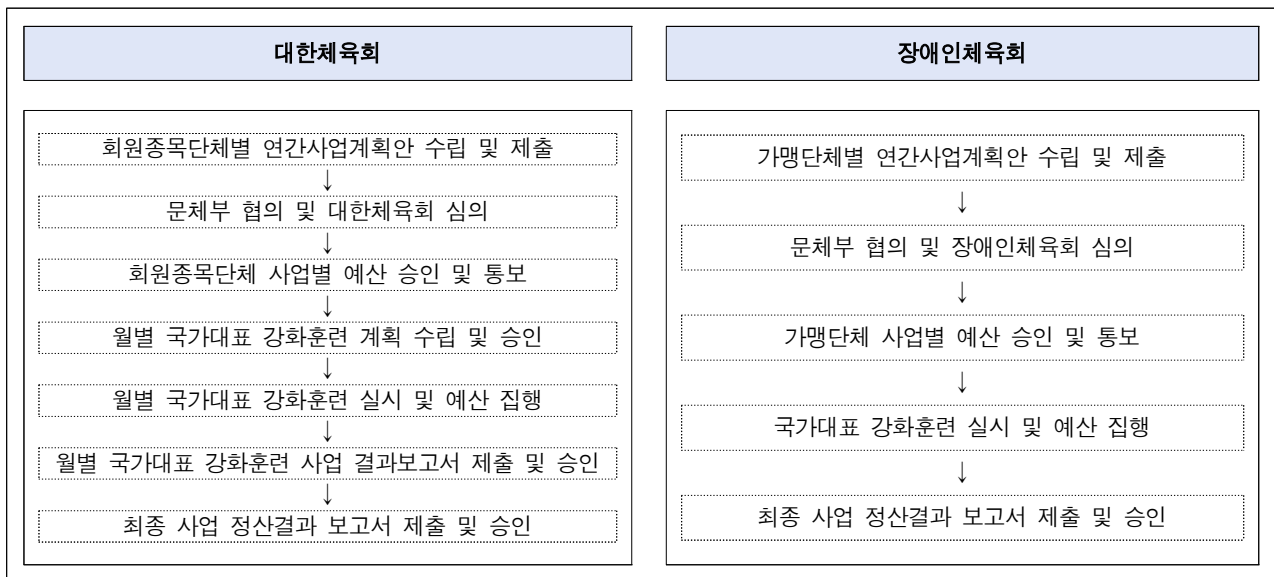 대한체육회
회원종목단체별 연간사업계획안 수립 및 제출
↓
문체부 협의 및 대한체육회 심의
↓
회원종목단체 사업별 예산 승인 및 통보
↓
월별 국가대표 강화훈련 계획 수립 및 승인
↓
월별 국가대표 강화훈련 실시 및 예산 집행
↓
월별 국가대표 강화훈련 사업 결과보고서 제출 및 승인
↓
최종 사업 정산결과 보고서 제출 및 승인
장애인체육회
가맹단체별 연간사업계획안 수립 및 제출
↓
문체부 협의 및 장애인체육회 심의
↓
가맹단체 사업별 예산 승인 및 통보
↓
국가대표 강화훈련 실시 및 예산 집행
↓
최종 사업 정산결과 보고서 제출 및 승인